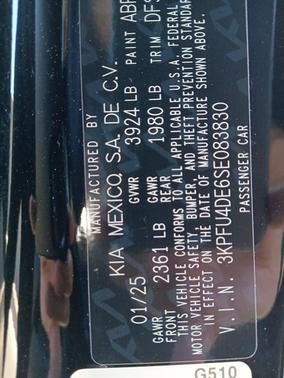 MANUFACTURED BY
KIA MEXICO, S.A. DE C.V.
01/25 3924 LB PAINT ABP
GAWR FRONT 2361 LB GAWR REAR 1980 LB TRIM
THIS VEHICLE CONFORMS TO ALL APPLICABLE U.S.A. FEDERAL
MOTOR VEHICLE SAFETY, BUMPER, AND THEFT PREVENTION STANDARD
IN EFFECT ON THE DATE OF MANUFACTURE SHOWN ABOVE.
V.I.N. 3KPFU4DE6SE083830
PASSENGER CAR
G510